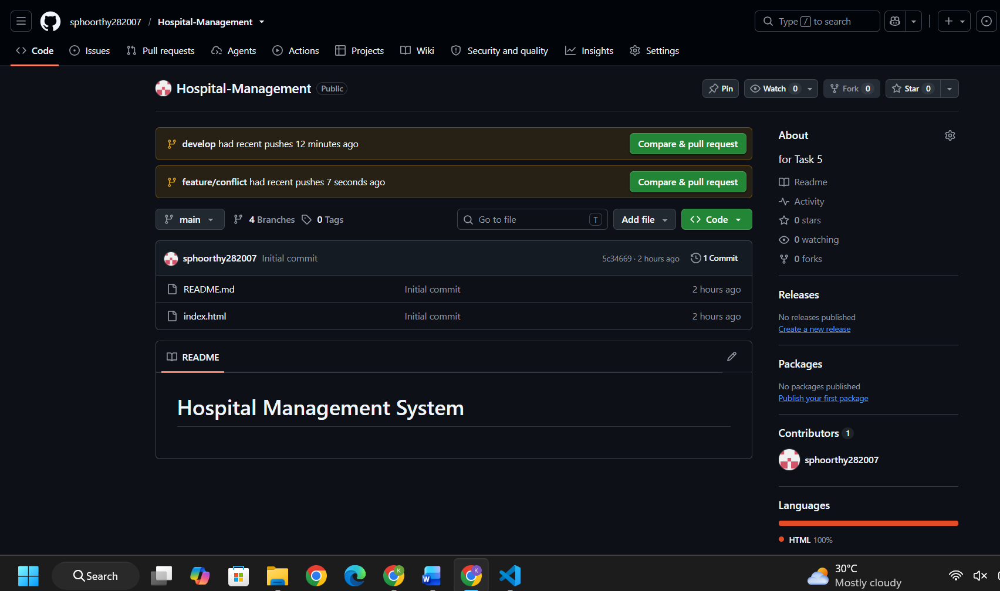 sphoorthy282007 / Hospital-Management
Type / to search
Code
Issues
Pull requests
Agents
Actions
Projects
Wiki
Security and quality
Insights
Settings
Hospital-Management Public
Pin
Watch 0
Fork 0
Star 0
develop had recent pushes 12 minutes ago
Compare & pull request
feature/conflict had recent pushes 7 seconds ago
Compare & pull request
main
4 Branches
0 Tags
Go to file
T
Add file
Code
sphoorthy282007 Initial commit
5c34669 · 2 hours ago
1 Commit
README.md
Initial commit
2 hours ago
index.html
Initial commit
2 hours ago
README
Hospital Management System
About
for Task 5
Readme
Activity
0 stars
0 watching
0 forks
Releases
No releases published
Create a new release
Packages
No packages published
Publish your first package
Contributors 1
sphoorthy282007
Languages
HTML 100%
Search
K
W
K
30°C
Mostly cloudy